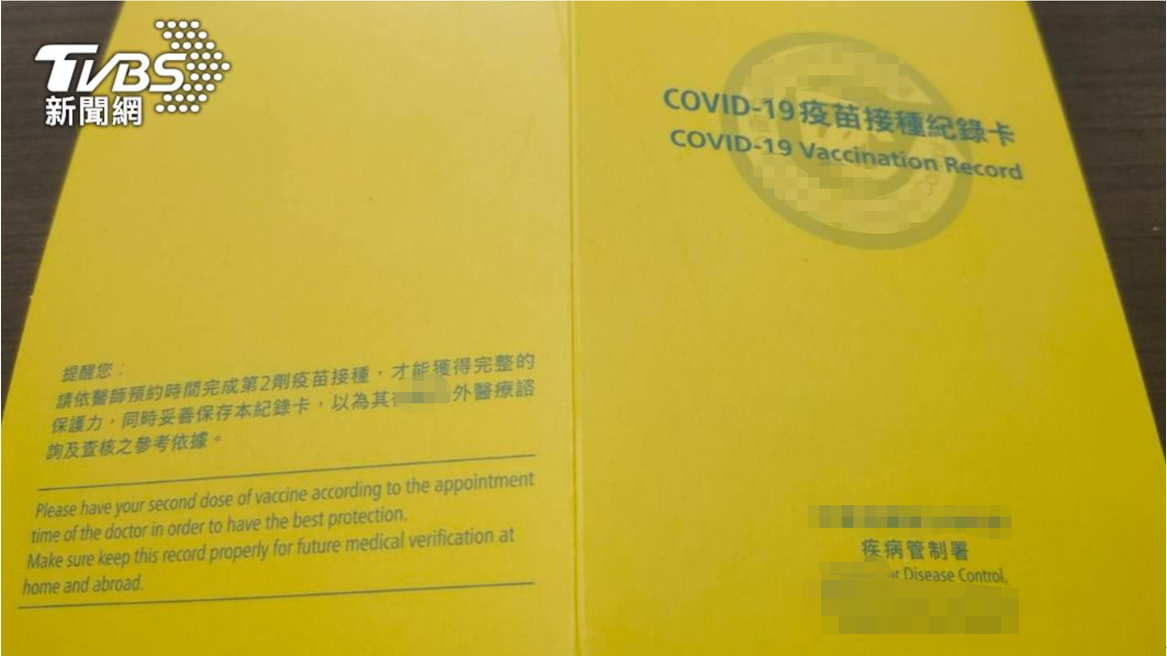 TVBS
新聞網
COVID-19疫苗接種紀錄卡
COVID-19 Vaccination Record
提醒您：
請依醫師預約時間完成第2劑疫苗接種，才能獲得完整的
保護力，同時妥善保存本紀錄卡，以為其 外醫療諮
詢及查核之參考依據。
Please have your second dose of vaccine according to the appointment
time of the doctor in order to have the best protection.
Make sure keep this record properly for future medical verification at
home and abroad.
疾病管制署
Disease Control,